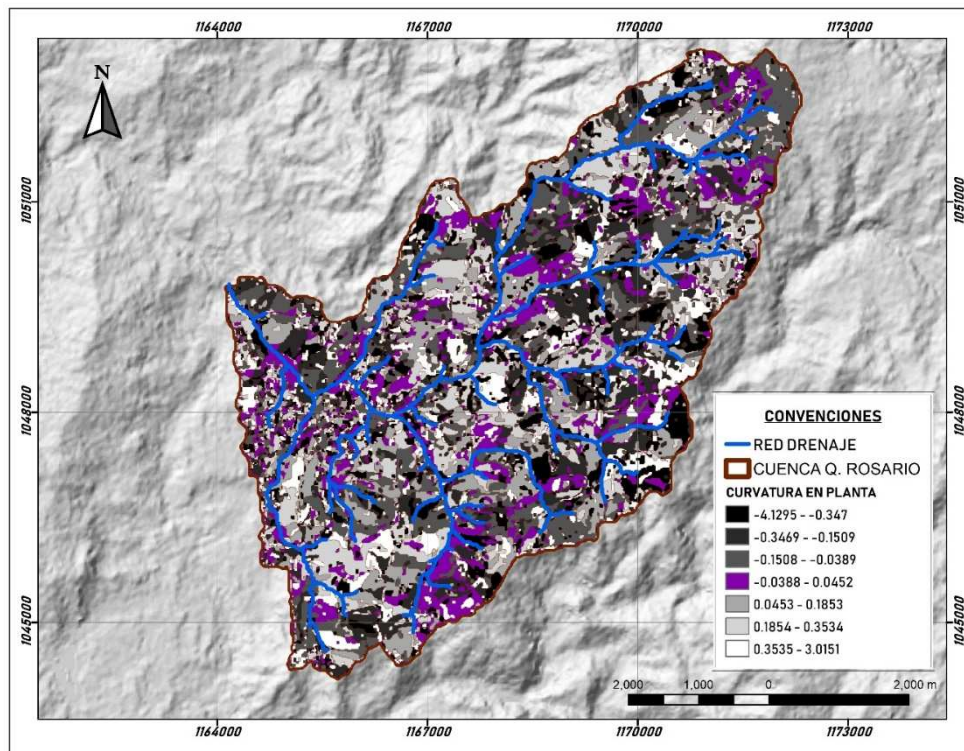 1164000 1167000 1170000 1173000
N
1051000 1051000
1048000 1048000
CONVENCIONES
RED DRENAJE
CUENCA Q. ROSARIO
CURVATURA EN PLANTA
-4.1295 - -0.347
-0.3469 - -0.1509
-0.1508 - -0.0389
-0.0388 - 0.0452
0.0453 - 0.1853
0.1854 - 0.3534
0.3535 - 3.0151
1045000 1045000
2,000 1,000 0 2,000 m
1164000 1167000 1170000 1173000